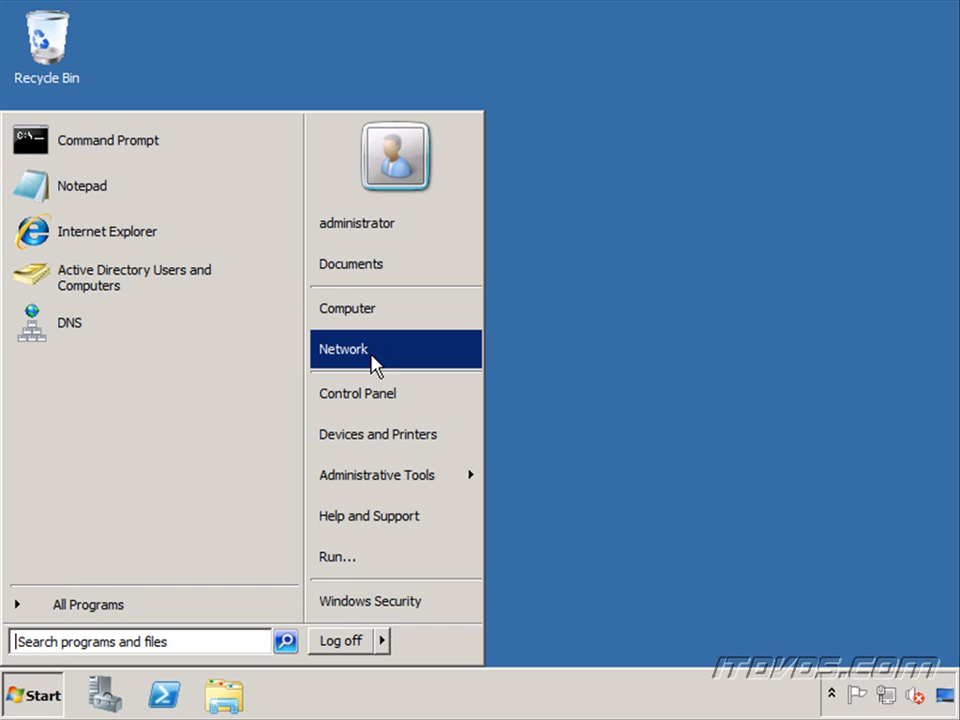 Recycle Bin
Command Prompt
Notepad
Internet Explorer
Active Directory Users and
Computers
DNS
All Programs
Search programs and files
administrator
Documents
Computer
Network
Control Panel
Devices and Printers
Administrative Tools
Help and Support
Run...
Windows Security
Log off
Start
ITDVDS.COM